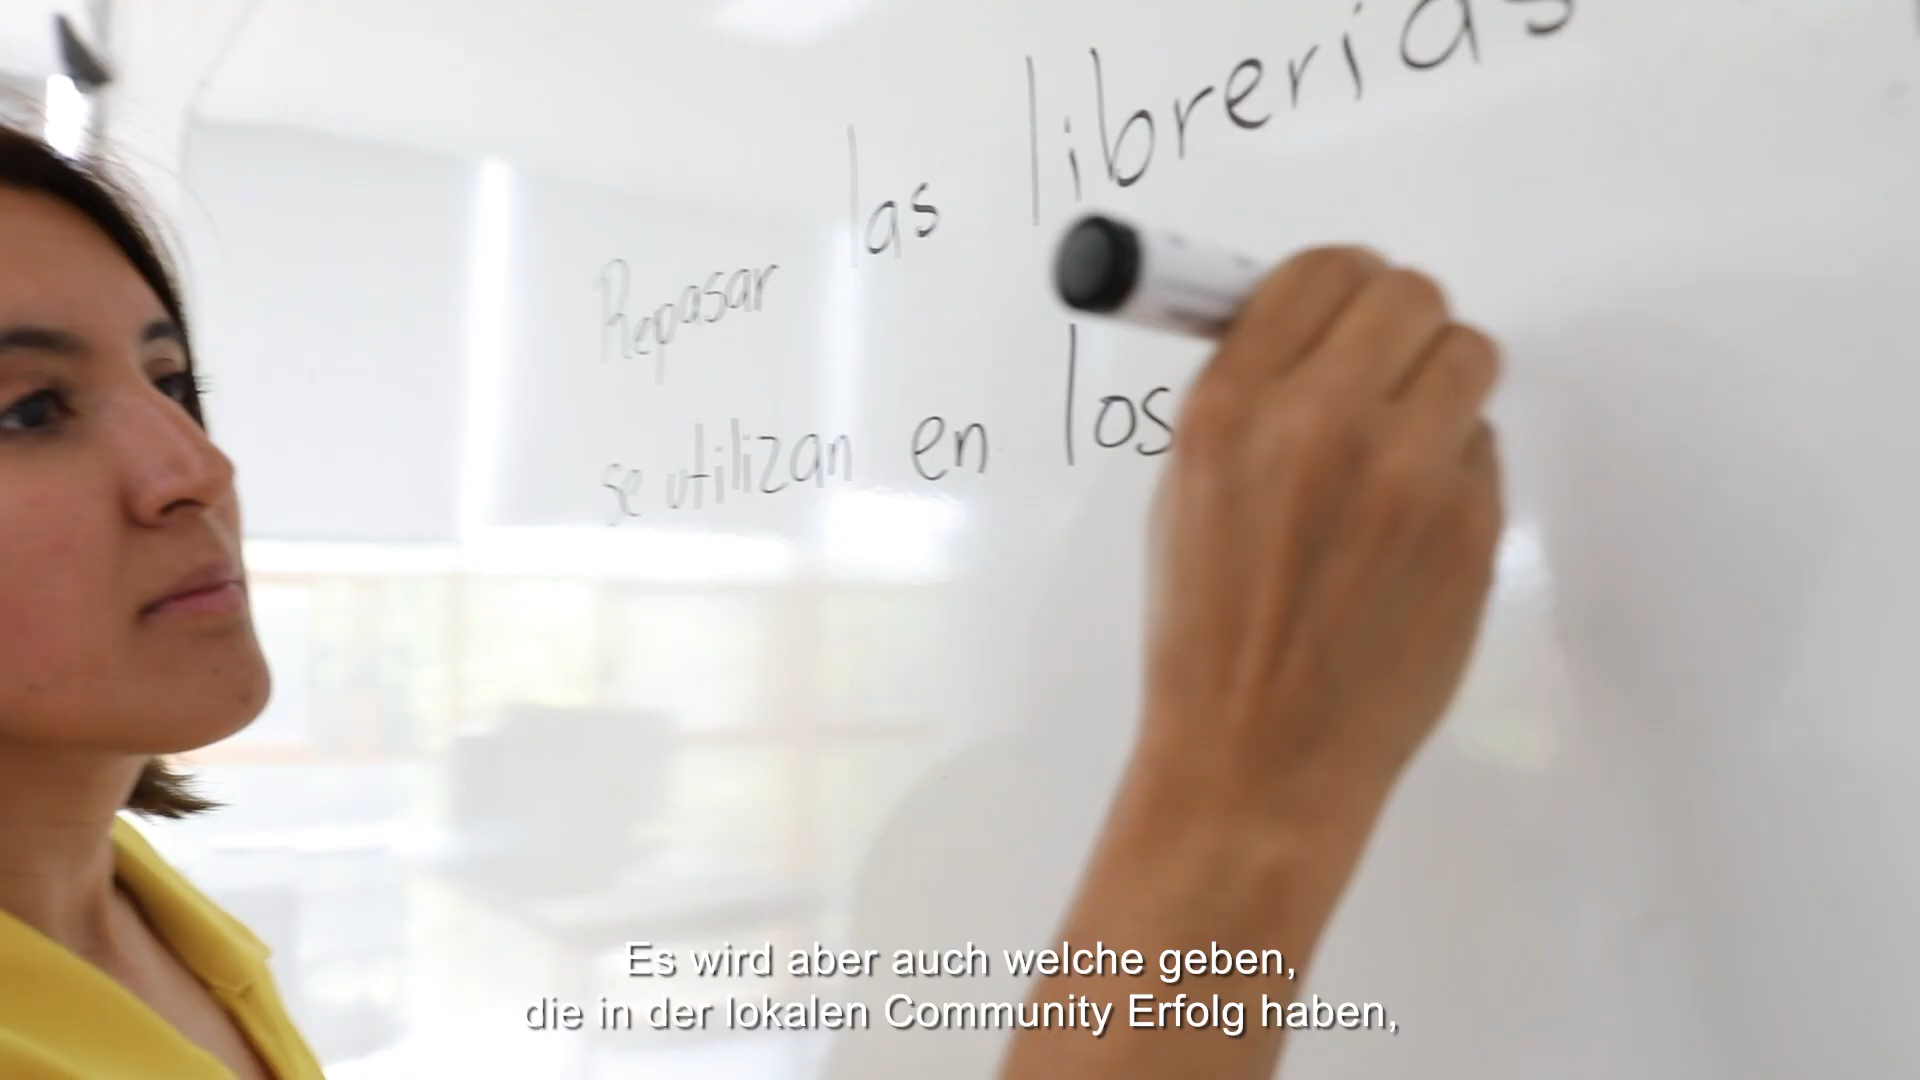 Repasar las librerias
se utilizan en los
Es wird aber auch welche geben,
die in der lokalen Community Erfolg haben,